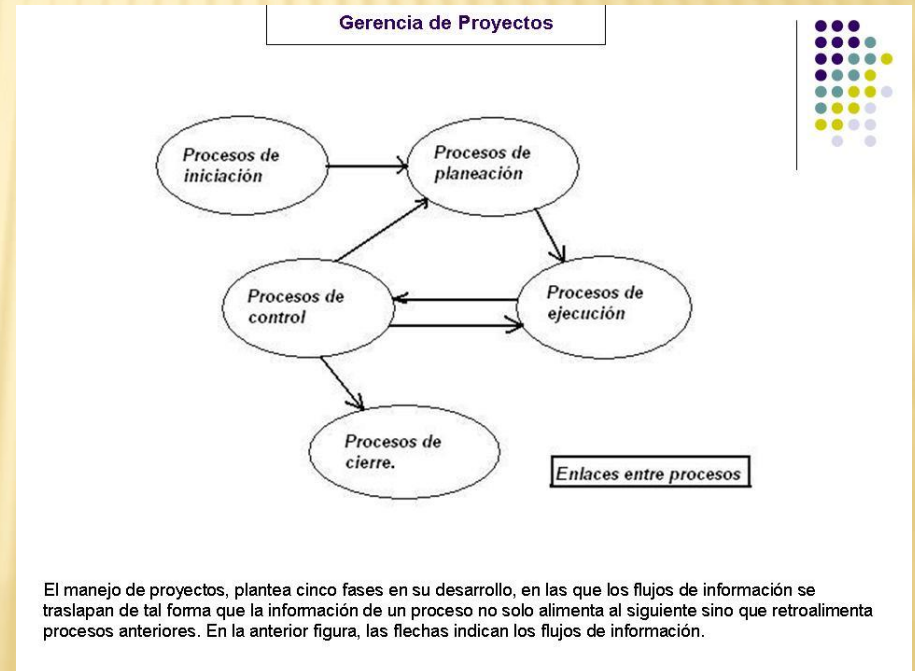 Gerencia de Proyectos
Procesos de
iniciación
Procesos de
planeación
Procesos de
control
Procesos de
ejecución
Procesos de
cierre.
Enlaces entre procesos
El manejo de proyectos, plantea cinco fases en su desarrollo, en las que los flujos de información se
traslapan de tal forma que la información de un proceso no solo alimenta al siguiente sino que retroalimenta
procesos anteriores. En la anterior figura, las flechas indican los flujos de información.